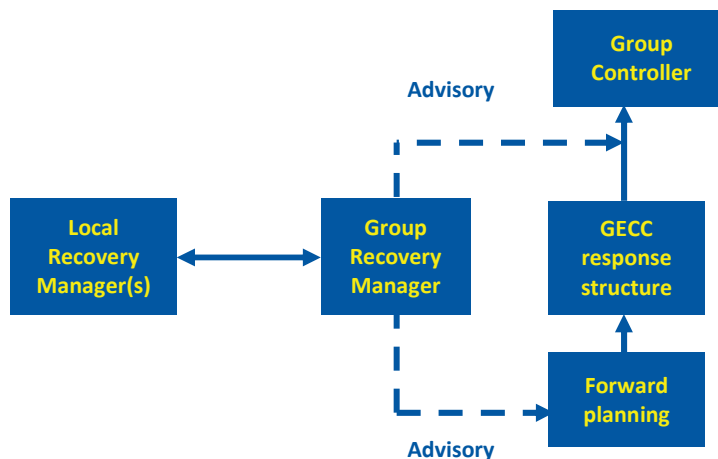 Group
Controller
Advisory
Local
Recovery
Manager(s)
Group
Recovery
Manager
GECC
response
structure
Forward
planning
Advisory